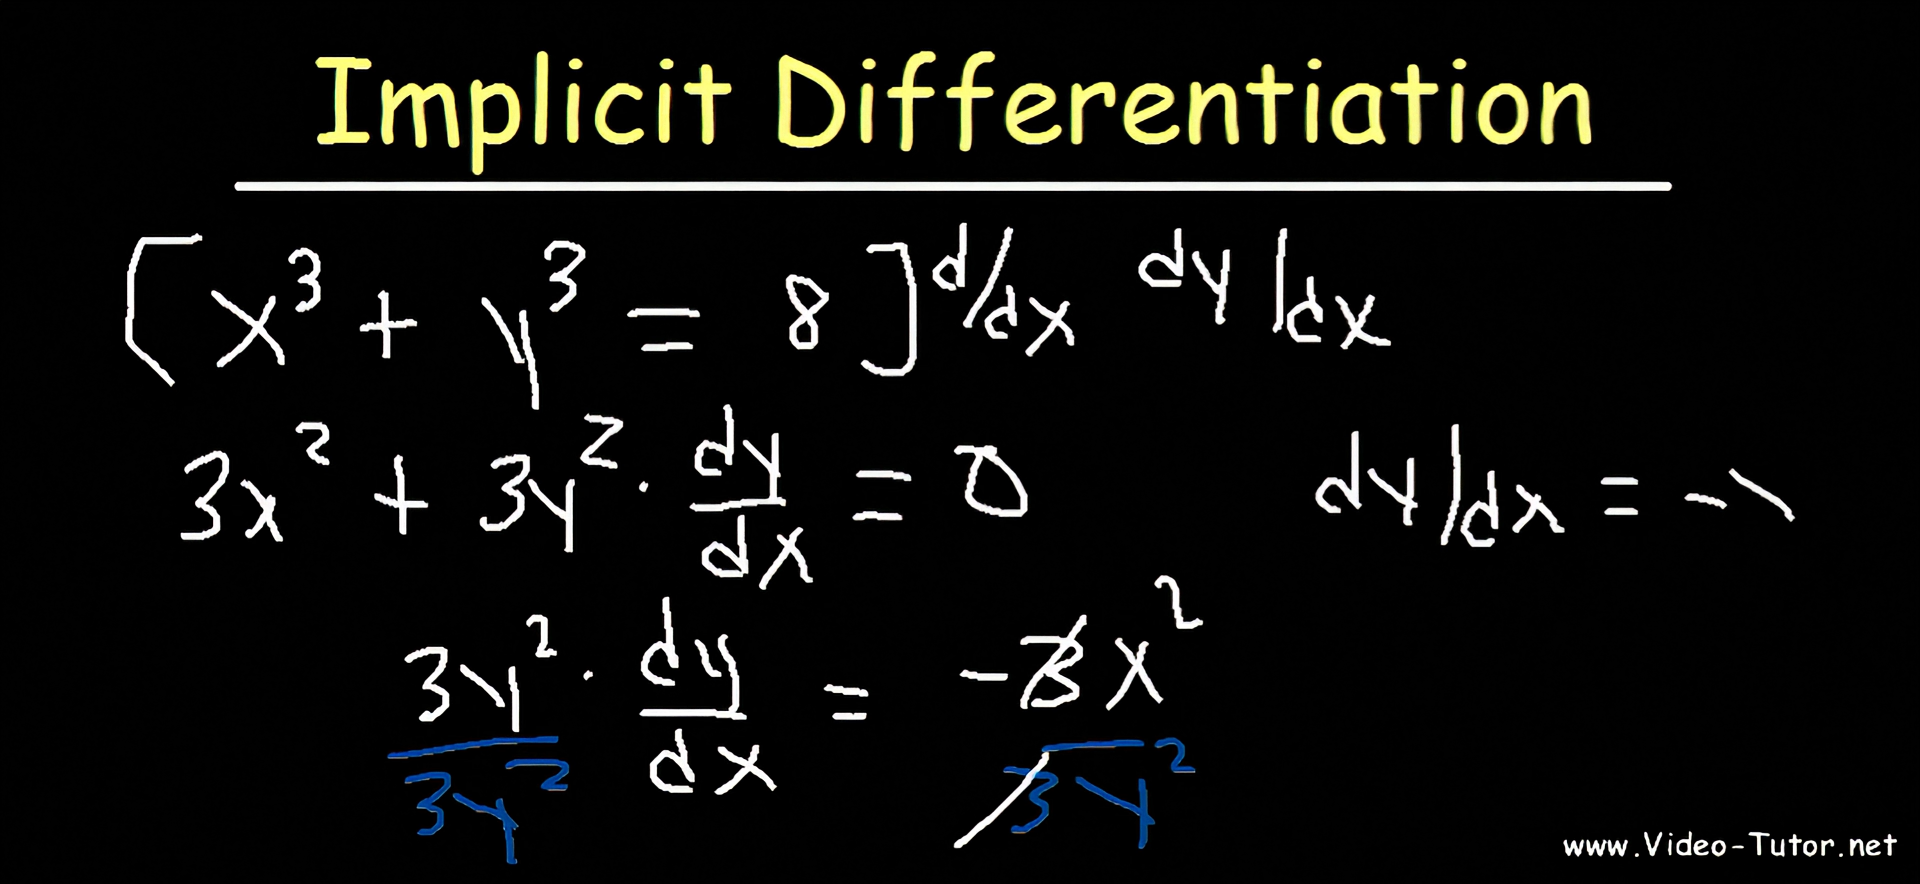 Implicit Differentiation
[x³ + y³ = 8] d/dx dy/dx
3x² + 3y² · dy/dx = 0 dy/dx = -
3y² · dy/dx = -3x²
3y² 3y²
www.Video-Tutor.net